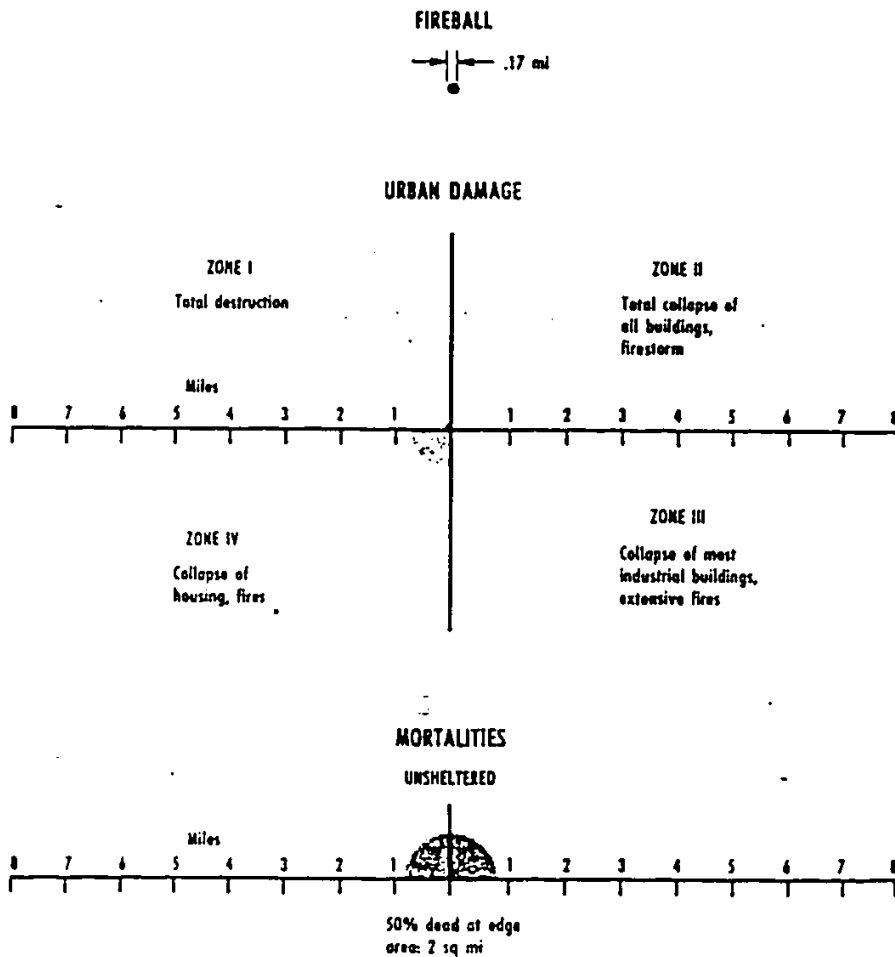 FIREBALL
.17 mi
URBAN DAMAGE
ZONE I
Total destruction
ZONE II
Total collapse of
all buildings,
firestorm
Miles
8 7 6 5 4 3 2 1 1 2 3 4 5 6 7 8
ZONE IV
Collapse of
housing, fires
ZONE III
Collapse of most
industrial buildings,
extensive fires
MORTALITIES
UNSHELTERED
Miles
8 7 6 5 4 3 2 1 1 2 3 4 5 6 7 8
50% dead at edge
area: 2 sq mi